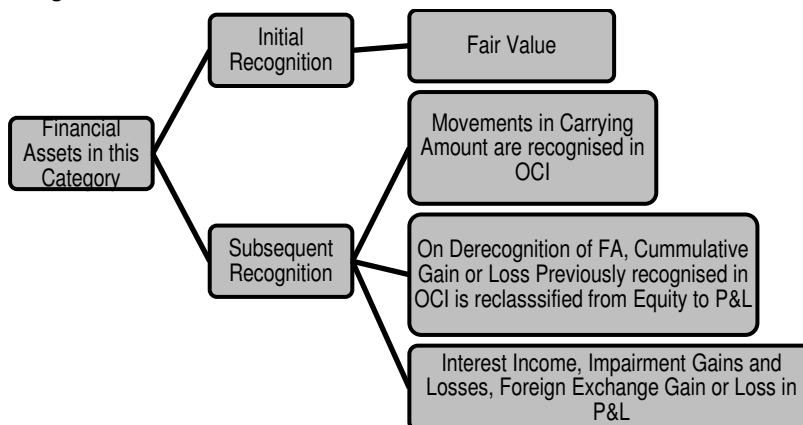 Initial
Recognition
Fair Value
Financial
Assets in this
Category
Movements in Carrying
Amount are recognised in
OCI
Subsequent
Recognition
On Derecognition of FA, Cummulative
Gain or Loss Previously recognised in
OCI is reclasssified from Equity to P&L
Interest Income, Impairment Gains and
Losses, Foreign Exchange Gain or Loss in
P&L